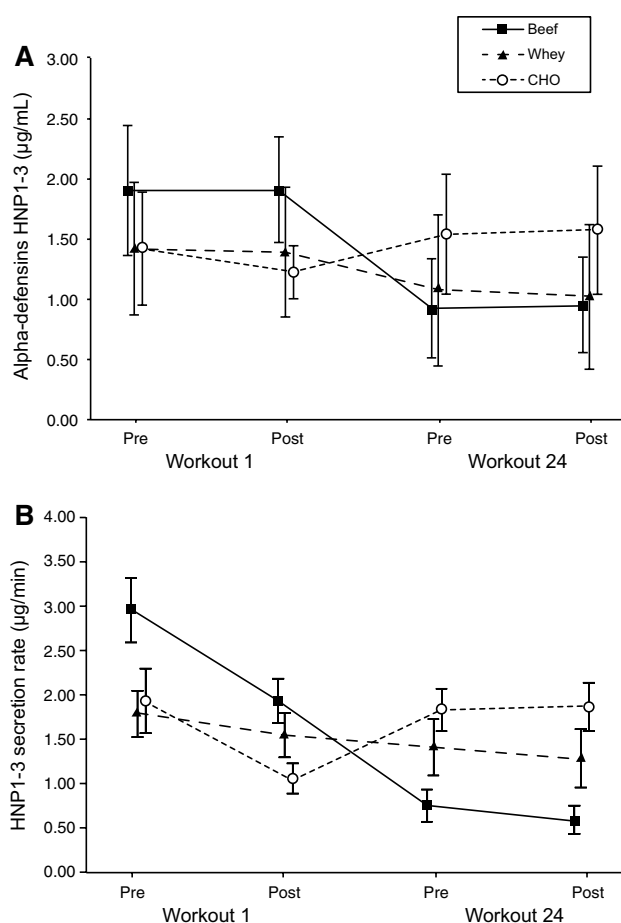 Beef
Whey
CHO
A
Alpha-defensins HNP1-3 (μg/mL)
3.00
2.50
2.00
1.50
1.00
0.50
0.00
Pre Post Pre Post
Workout 1 Workout 24
B
HNP1-3 secretion rate (μg/min)
4.00
3.50
3.00
2.50
2.00
1.50
1.00
0.50
0.00
Pre Post Pre Post
Workout 1 Workout 24